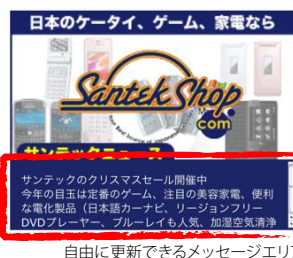 日本のケータイ、ゲーム、家電なら
Santek Shop
com
サンテックのクリスマスセール開催中
今年の目玉は定番のゲーム、注目の美容家電、便利
な電化製品（日本語カーナビ、リージョンフリー
DVDプレーヤー、ブルーレイも人気、加湿空気清浄
自由に更新できるメッセージエリア